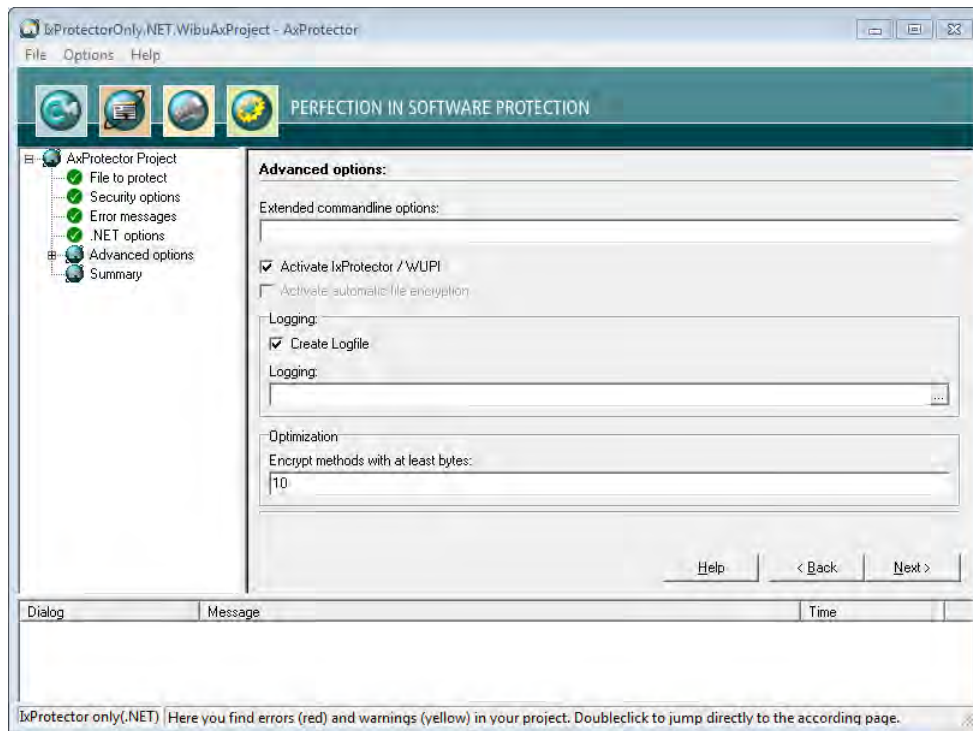 IxProtectorOnly.NET.WibuAxProject - AxProtector
File Options Help
PERFECTION IN SOFTWARE PROTECTION
AxProtector Project
File to protect
Security options
Error messages
.NET options
Advanced options
Summary
Advanced options:
Extended commandline options:
Activate IxProtector / WUPI
Activate automatic file encryption
Logging:
Create Logfile
Logging:
...
Optimization
Encrypt methods with at least bytes:
10
Help < Back Next >
Dialog Message Time
IxProtector only(.NET) Here you find errors (red) and warnings (yellow) in your project. Doubleclick to jump directly to the according page.